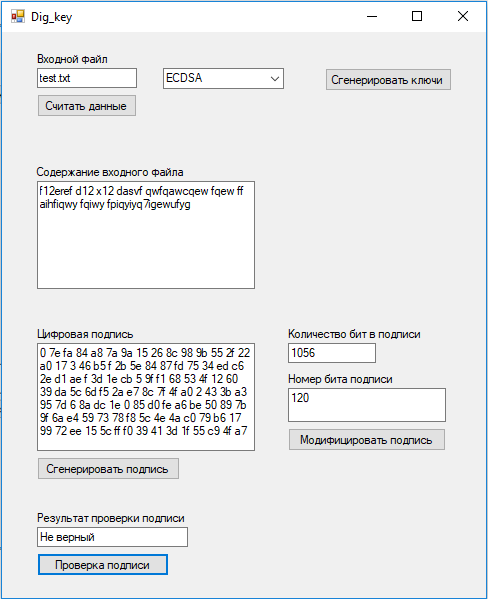 Dig_key
Входной файл
test.txt
ECDSA
Сгенерировать ключи
Считать данные
Содержание входного файла
f12eref d12 x12 dasvf qwfqawcqew fqew ff
aihfiqwy fqiwy fpiqyiyq7igewufyg
Цифровая подпись
0 7e fa 84 a8 7a 9a 15 26 8c 98 9b 55 2f 22
a0 17 3 46 b5 f 2b 5e 84 87 fd 75 34 ed c6
2e d1 ae f 3d 1e cb 5 9f f1 68 53 4f 12 60
39 da 5c 6d f5 2a e7 8c 7f 4f a0 2 43 3b a3
95 7d 6 8a dc 1e 0 85 d0 fe a6 be 50 89 7b
9f 6a e4 59 73 78 f8 5c 4e 4a c0 79 b6 17
99 72 ee 15 5c ff f0 39 41 3d 1f 55 c9 4f a7
Количество бит в подписи
1056
Номер бита подписи
120
Модифицировать подпись
Сгенерировать подпись
Результат проверки подписи
Не верный
Проверка подписи